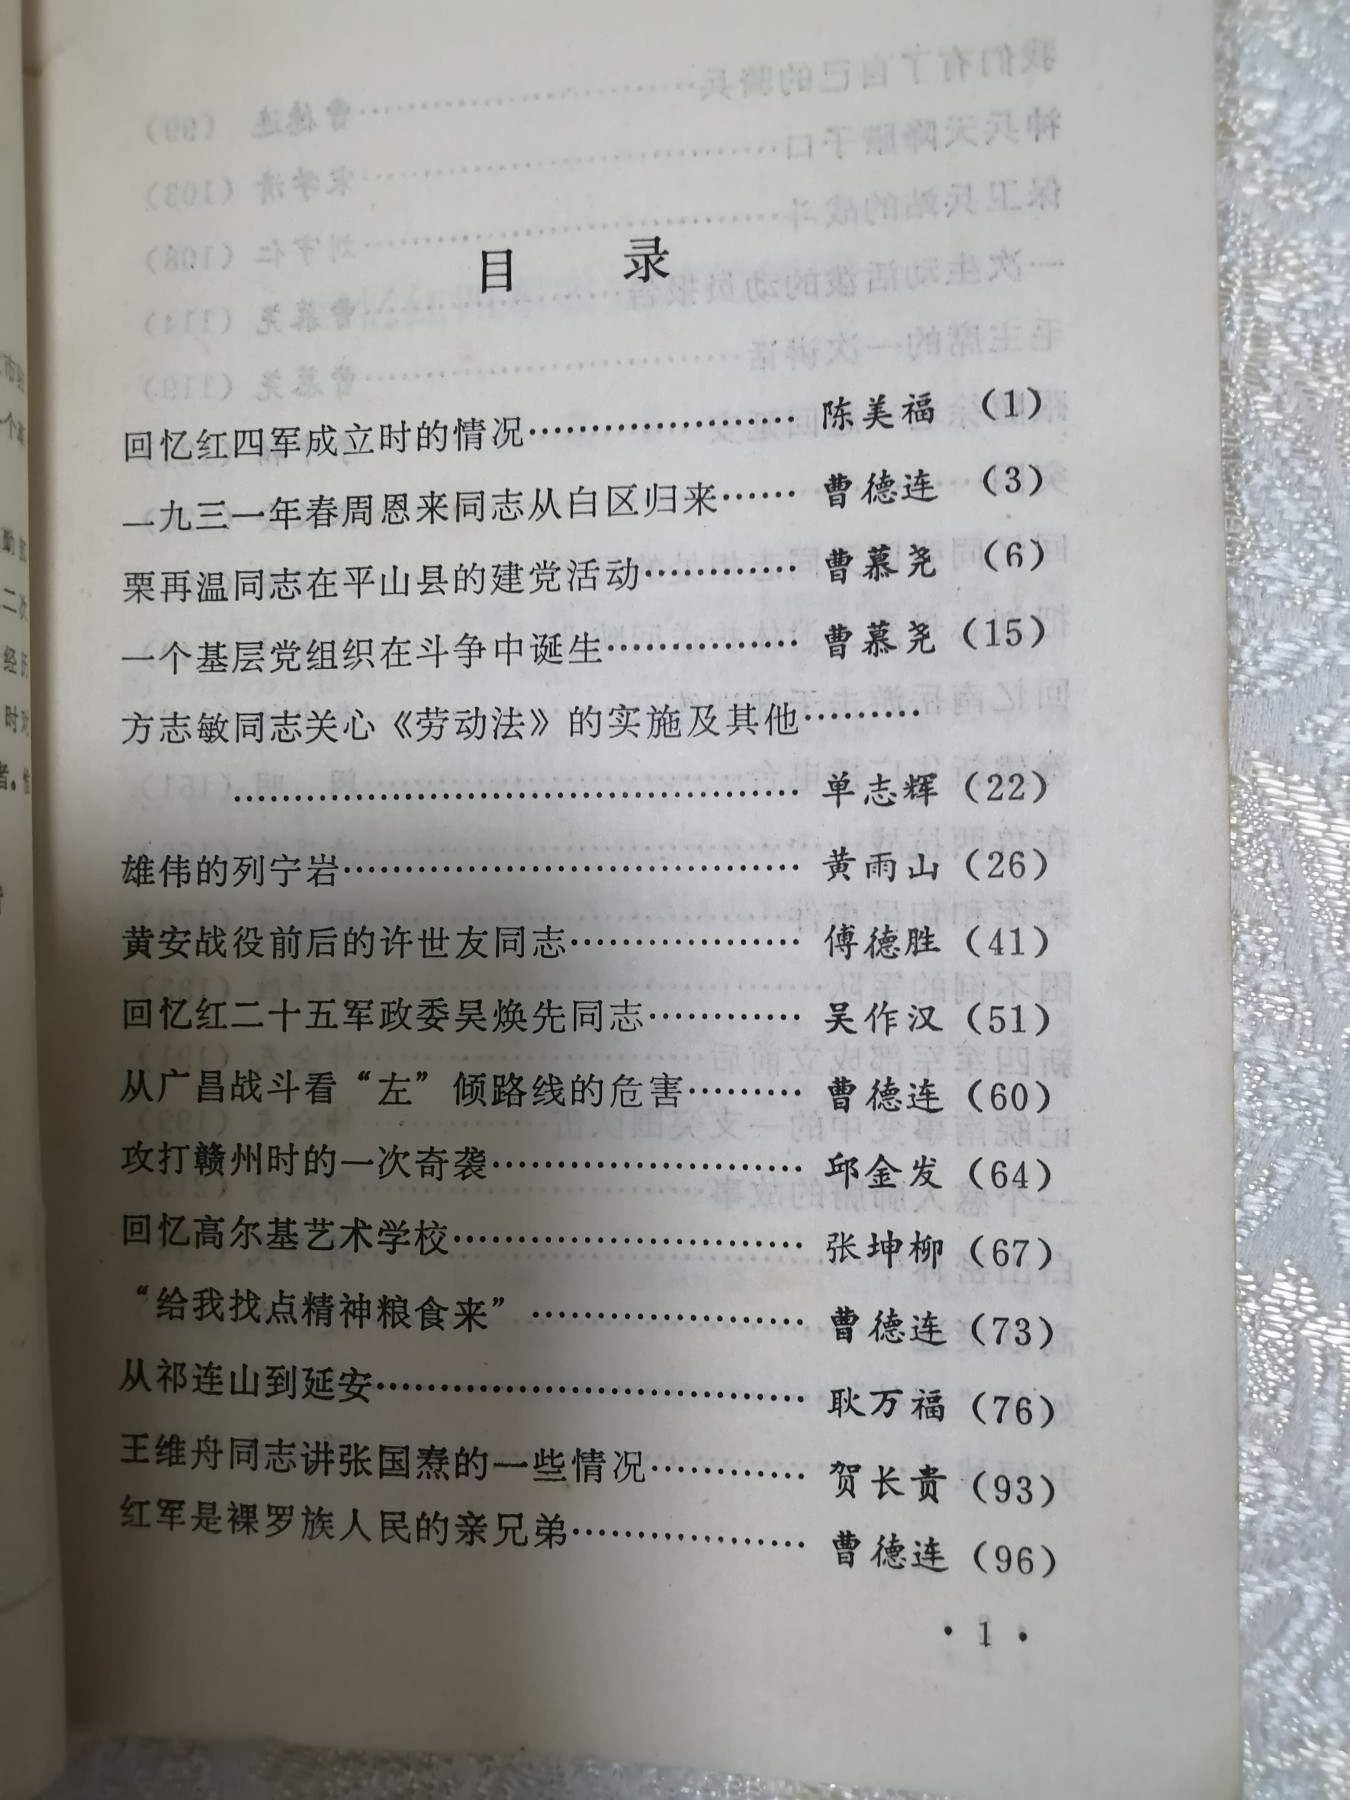 目 录
回忆红四军成立时的情况…………………… 陈美福 (1)
一九三一年春周恩来同志从白区归来…… 曹德连 (3)
栗再温同志在平山县的建党活动………… 曹慕尧 (6)
一个基层党组织在斗争中诞生…………… 曹慕尧 (15)
方志敏同志关心《劳动法》的实施及其他………
………………………………………… 单志辉 (22)
雄伟的列宁岩………………………………… 黄雨山 (26)
黄安战役前后的许世友同志……………… 傅德胜 (41)
回忆红二十五军政委吴焕先同志………… 吴作汉 (51)
从广昌战斗看“左”倾路线的危害……… 曹德连 (60)
攻打赣州时的一次奇袭…………………… 邱金发 (64)
回忆高尔基艺术学校……………………… 张坤柳 (67)
“给我找点精神粮食来” ………………… 曹德连 (73)
从祁连山到延安…………………………… 耿万福 (76)
王维舟同志讲张国焘的一些情况………… 贺长贵 (93)
红军是裸罗族人民的亲兄弟……………… 曹德连 (96)
· 1 ·